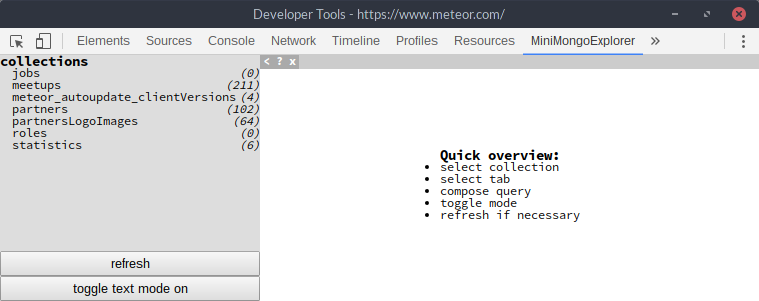 Developer Tools - https://www.meteor.com/
Elements Sources Console Network Timeline Profiles Resources MiniMongoExplorer »
collections
jobs (0)
meetups (211)
meteor_autoupdate_clientVersions (4)
partners (102)
partnersLogoImages (64)
roles (0)
statistics (6)
refresh
toggle text mode on
< ? x
Quick overview:
• select collection
• select tab
• compose query
• toggle mode
• refresh if necessary